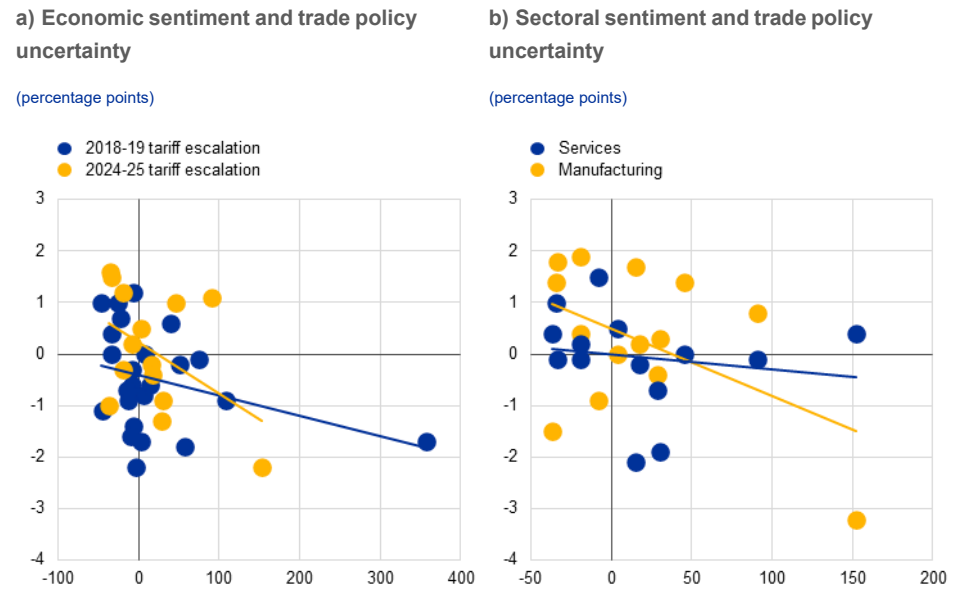 a) Economic sentiment and trade policy
uncertainty
(percentage points)
2018-19 tariff escalation
2024-25 tariff escalation
3
2
1
0
-1
-2
-3
-4
-100
0
100
200
300
400
b) Sectoral sentiment and trade policy
uncertainty
(percentage points)
Services
Manufacturing
3
2
1
0
-1
-2
-3
-4
-50
0
50
100
150
200